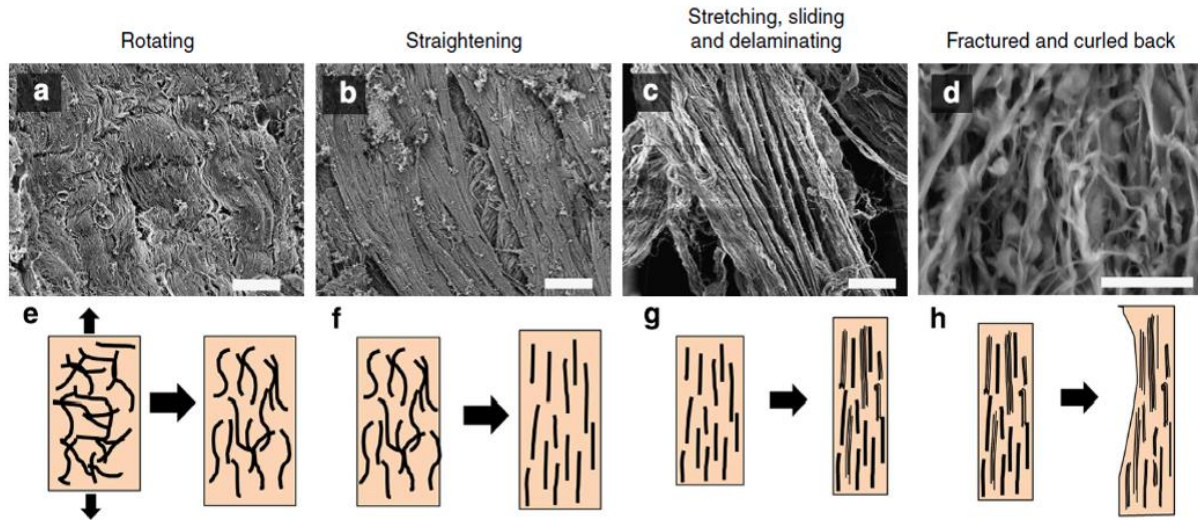 Rotating
Straightening
Stretching, sliding
and delaminating
Fractured and curled back
a
b
c
d
e
f
g
h